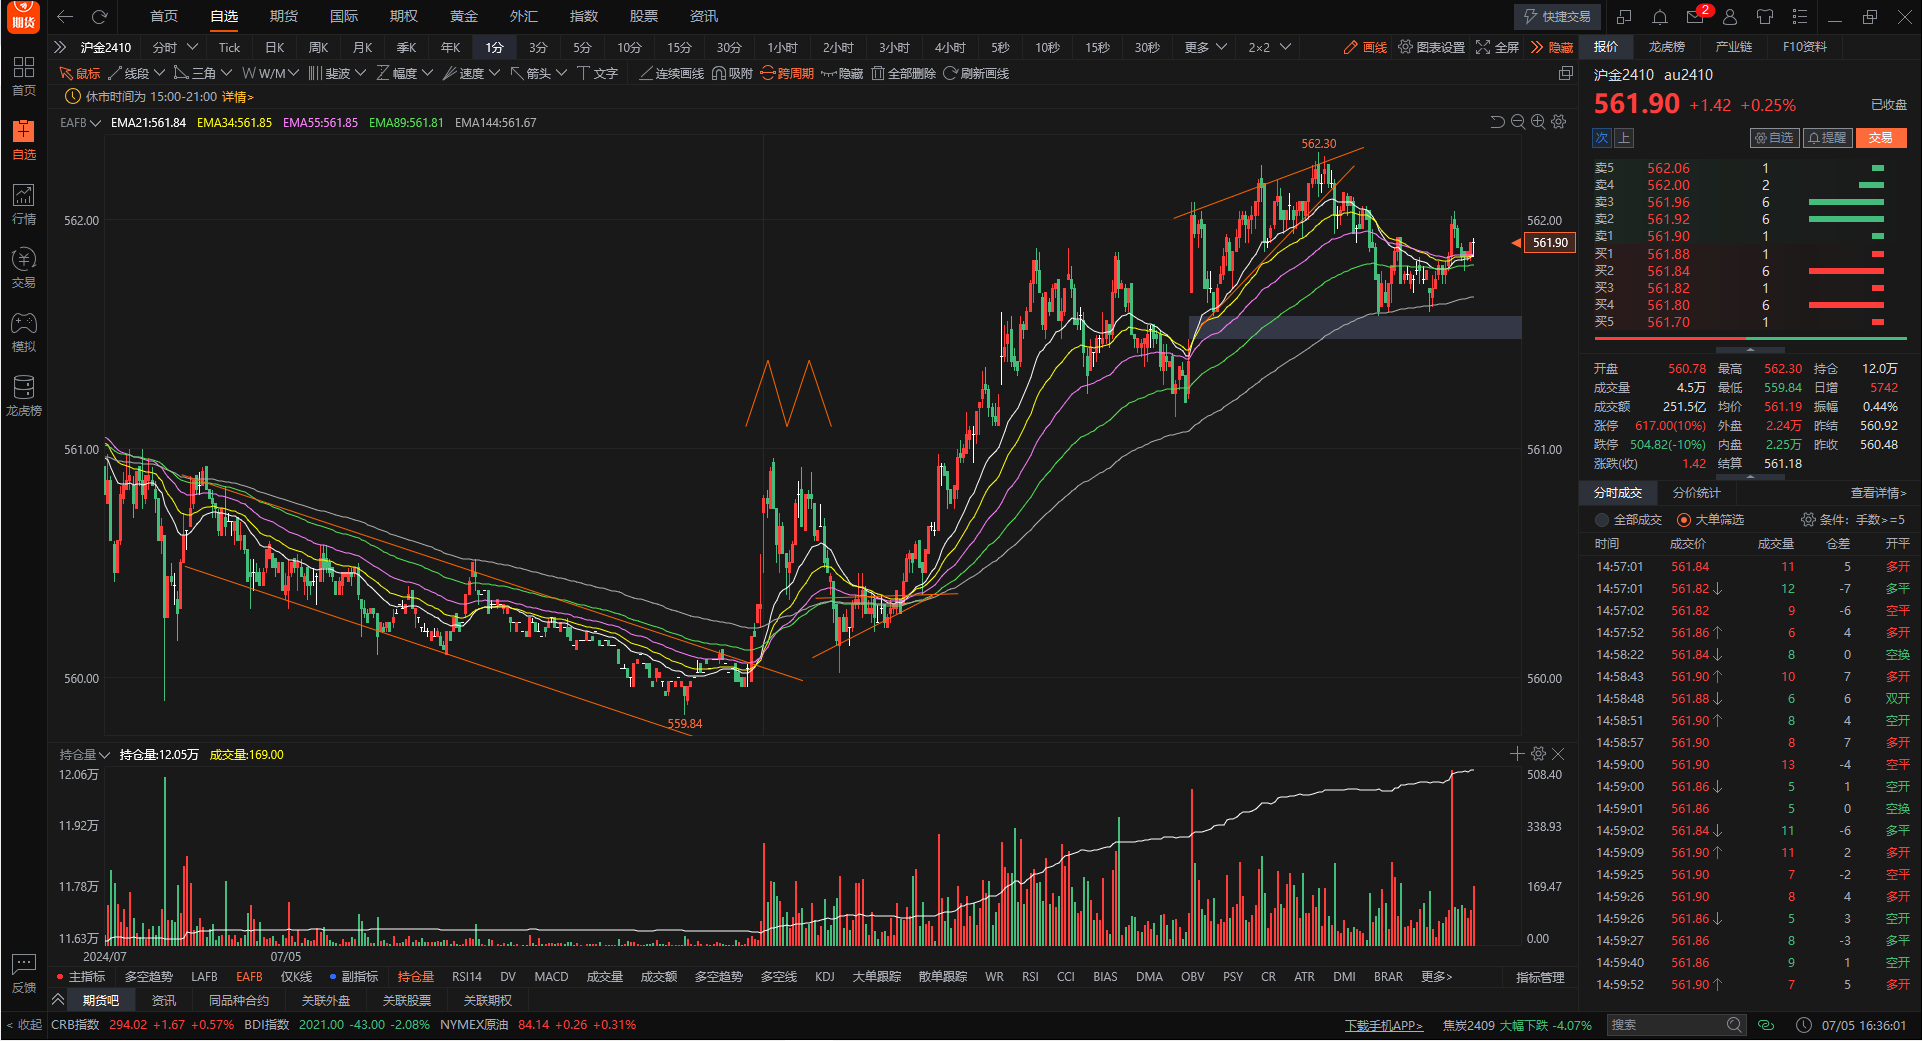 首页 自选 期货 国际 期权 黄金 外汇 指数 股票 资讯 快捷交易 2
期货
沪金2410 分时 Tick 日K 周K 月K 季K 年K 1分 3分 5分 10分 15分 30分 1小时 2小时 3小时 4小时 5秒 10秒 15秒 30秒 更多 2×2 画线 图表设置 全屏 隐藏 报价 龙虎榜 产业链 F10资料
鼠标 线段 三角 W/M 斐波 幅度 速度 箭头 文字 连续画线 吸附 跨周期 隐藏 全部删除 刷新画线
休市时间为 15:00-21:00 详情>
EAFB EMA21:561.84 EMA34:561.85 EMA55:561.85 EMA89:561.81 EMA144:561.67
首页
自选
行情
交易
模拟
龙虎榜
反馈
< 收起
562.30
562.00 562.00
561.90
561.00 561.00
560.00 560.00
559.84
持仓量 持仓量:12.05万 成交量:169.00
12.06万 508.40
11.92万 338.93
11.78万 169.47
11.63万 0.00
2024/07 07/05
主指标 多空趋势 LAFB EAFB 仅K线 副指标 持仓量 RSI14 DV MACD 成交量 成交额 多空趋势 多空线 KDJ 大单跟踪 散单跟踪 WR RSI CCI BIAS DMA OBV PSY CR ATR DMI BRAR 更多> 指标管理
期货吧 资讯 同品种合约 关联外盘 关联股票 关联期权
沪金2410 au2410
561.90 +1.42 +0.25% 已收盘
次 上 自选 提醒 交易
卖5 562.06 1
卖4 562.00 2
卖3 561.96 6
卖2 561.92 6
卖1 561.90 1
买1 561.88 1
买2 561.84 6
买3 561.82 1
买4 561.80 6
买5 561.70 1
开盘 560.78 最高 562.30 持仓 12.0万
成交量 4.5万 最低 559.84 日增 5742
成交额 251.5亿 均价 561.19 振幅 0.44%
涨停 617.00(10%) 外盘 2.24万 昨结 560.92
跌停 504.82(-10%) 内盘 2.25万 昨收 560.48
涨跌(收) 1.42 结算 561.18
分时成交 分价统计 查看详情>
全部成交 大单筛选 条件：手数>=5
时间 成交价 成交量 仓差 开平
14:57:01 561.84 11 5 多开
14:57:01 561.82↓ 12 -7 多平
14:57:02 561.82 9 -6 空平
14:57:52 561.86↑ 6 4 多开
14:58:22 561.84↓ 8 0 空换
14:58:43 561.90↑ 10 7 多开
14:58:48 561.88↓ 6 6 双开
14:58:51 561.90↑ 8 4 空开
14:58:57 561.90 8 7 多开
14:59:00 561.90 13 -4 空平
14:59:00 561.86↓ 5 1 空开
14:59:01 561.86 5 0 空换
14:59:02 561.84↓ 11 -6 多平
14:59:09 561.90↑ 11 2 多开
14:59:25 561.90 7 -2 空平
14:59:26 561.90 8 4 多开
14:59:26 561.86↓ 5 3 空开
14:59:27 561.86 8 -3 多平
14:59:40 561.86 9 1 空开
14:59:52 561.90↑ 7 5 多开
CRB指数 294.02 +1.67 +0.57% BDI指数 2021.00 -43.00 -2.08% NYMEX原油 84.14 +0.26 +0.31% 下载手机APP> 焦炭2409 大幅下跌 -4.07% 搜索 07/05 16:36:01